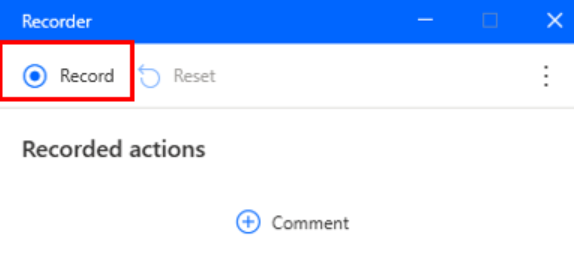 Recorder
Record Reset
Recorded actions
Comment